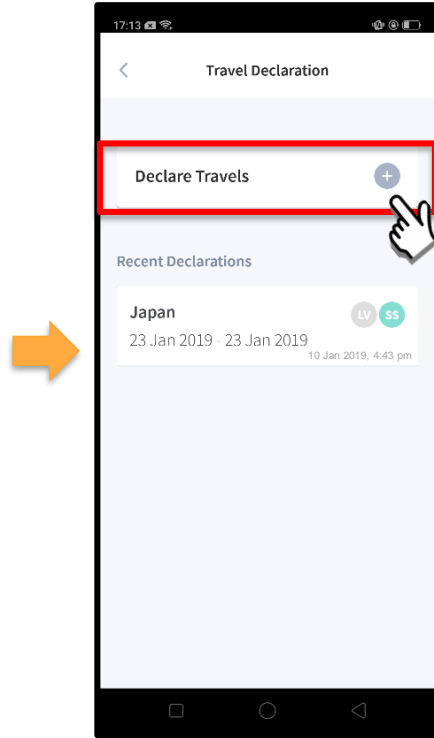 17:13
Travel Declaration
Declare Travels
Recent Declarations
Japan
LV SS
23 Jan 2019 - 23 Jan 2019
10 Jan 2019, 4:43 pm